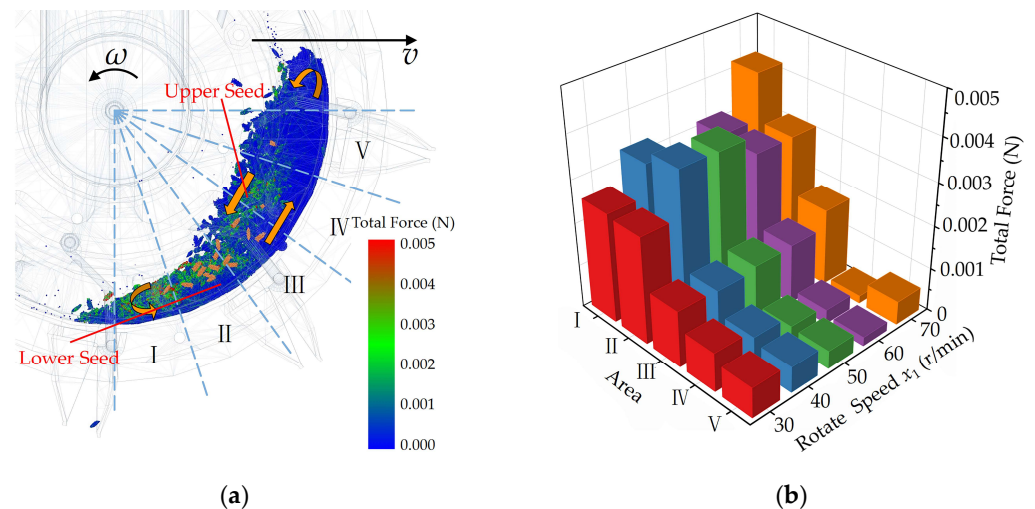 ω
v
Upper Seed
V
IV
Total Force (N)
0.005
0.004
0.003
0.002
0.001
0.000
III
II
I
Lower Seed
(a)
0.005
0.004
0.003
0.002
0.001
0
Total Force (N)
I
II
III
IV
V
Area
30
40
50
60
70
Rotate Speed x₁ (r/min)
(b)